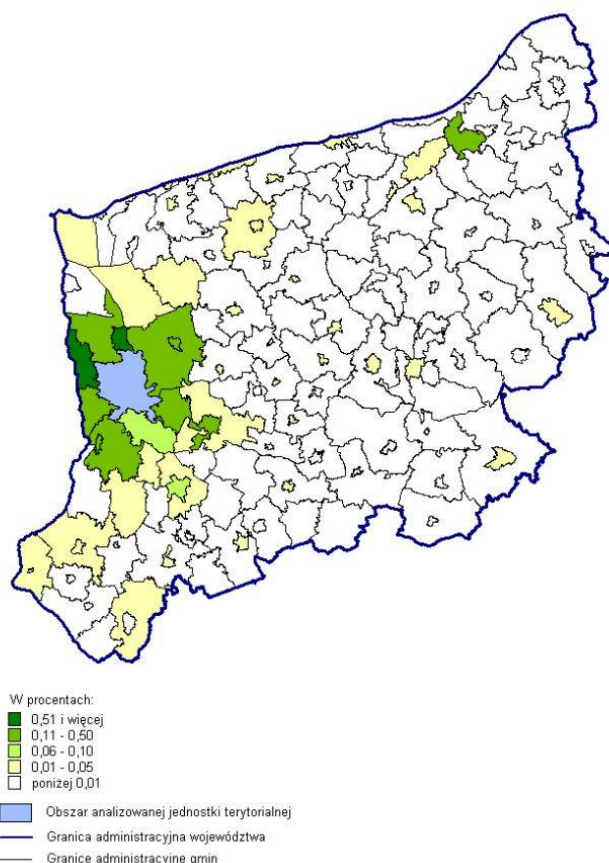 W procentach:
0,51 i więcej
0,11 - 0,50
0,06 - 0,10
0,01 - 0,05
poniżej 0,01
Obszar analizowanej jednostki terytorialnej
Granica administracyjna województwa
Granice administracyjne gmin